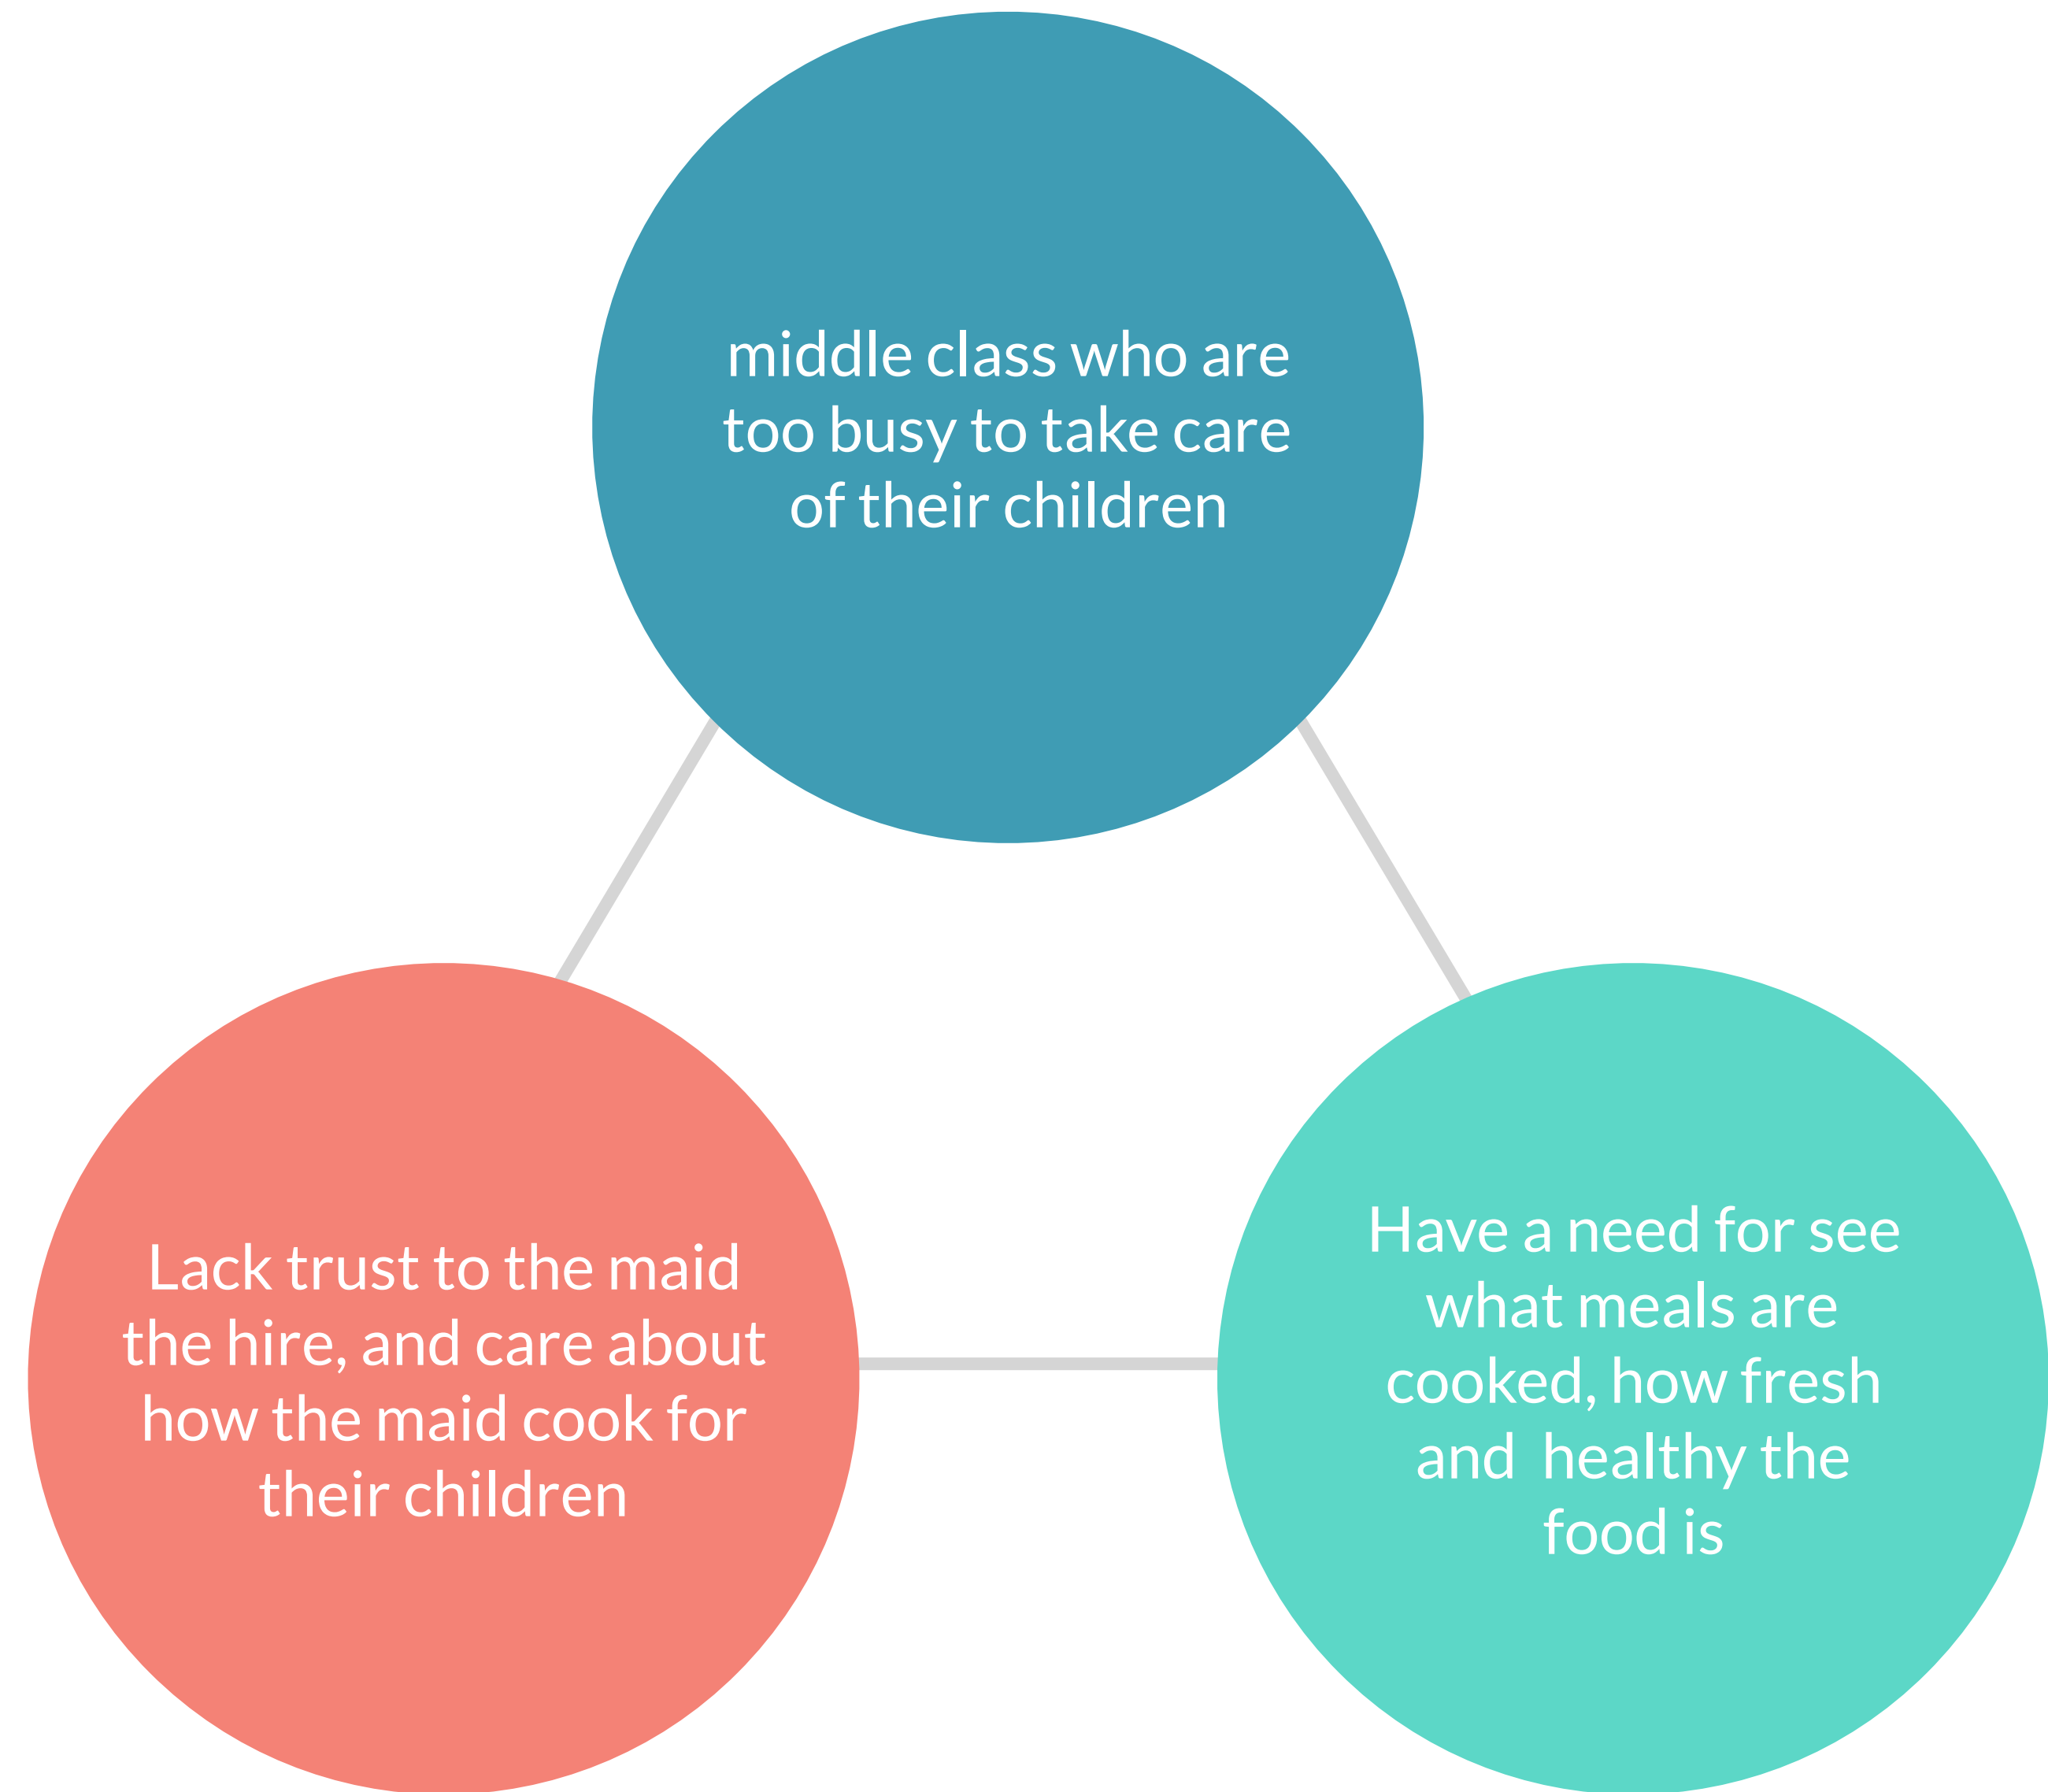 middle class who are
too busy to take care
of their children
Lack trust to the maid
the hire, and care about
how the maid cook for
their children
Have a need for see
what meals are
cooked, how fresh
and healthy the
food is